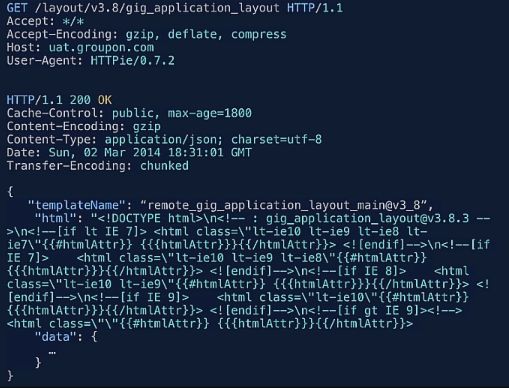 GET /layout/v3.8/gig_application_layout HTTP/1.1
Accept: */*
Accept-Encoding: gzip, deflate, compress
Host: uat.groupon.com
User-Agent: HTTPie/0.7.2
HTTP/1.1 200 OK
Cache-Control: public, max-age=1800
Content-Encoding: gzip
Content-Type: application/json; charset=utf-8
Date: Sun, 02 Mar 2014 18:31:01 GMT
Transfer-Encoding: chunked
{
"templateName": “remote_gig_application_layout_main@v3_8”,
"html": "<!DOCTYPE html>\n<!-- : gig_application_layout@v3.8.3 --
>\n<!--[if lt IE 7]> <html class=\"lt-ie10 lt-ie9 lt-ie8 lt-
ie7\"{{#htmlAttr}} {{{htmlAttr}}}{{/htmlAttr}}> <![endif]-->\n<!--[if
IE 7]> <html class=\"lt-ie10 lt-ie9 lt-ie8\"{{#htmlAttr}}
{{{htmlAttr}}}{{/htmlAttr}}> <![endif]-->\n<!--[if IE 8]> <html
class=\"lt-ie10 lt-ie9\"{{#htmlAttr}} {{{htmlAttr}}}{{/htmlAttr}}> <!
[endif]-->\n<!--[if IE 9]> <html class=\"lt-ie10\"{{#htmlAttr}}
{{{htmlAttr}}}{{/htmlAttr}}> <![endif]-->\n<!--[if gt IE 9]><!-->
<html class=\"\"{{#htmlAttr}} {{{htmlAttr}}}{{/htmlAttr}}>
"data": {
…
}
}